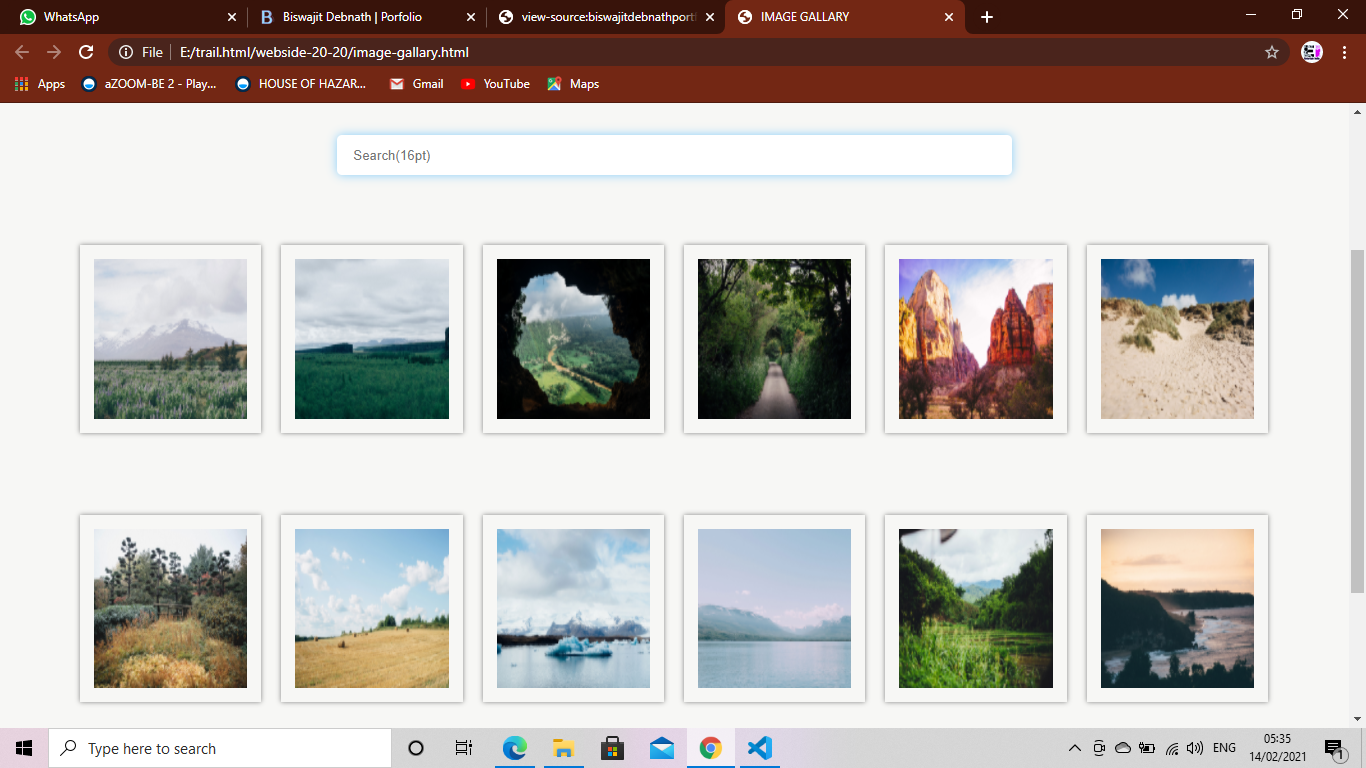 WhatsApp
Biswajit Debnath | Porfolio
view-source:biswajitdebnathportf
IMAGE GALLARY
File
E:/trail.html/webside-20-20/image-gallary.html
Apps
aZOOM-BE 2 - Play...
HOUSE OF HAZAR...
Gmail
YouTube
Maps
Search(16pt)
Type here to search
ENG
05:35
14/02/2021
1